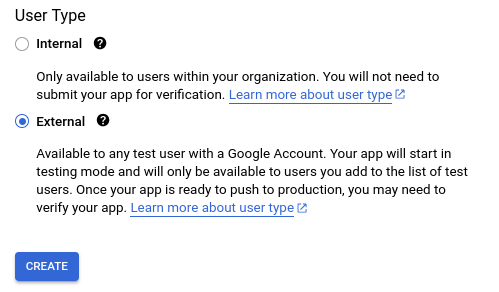 User Type
Internal
Only available to users within your organization. You will not need to
submit your app for verification. Learn more about user type
External
Available to any test user with a Google Account. Your app will start in
testing mode and will only be available to users you add to the list of test
users. Once your app is ready to push to production, you may need to
verify your app. Learn more about user type
CREATE